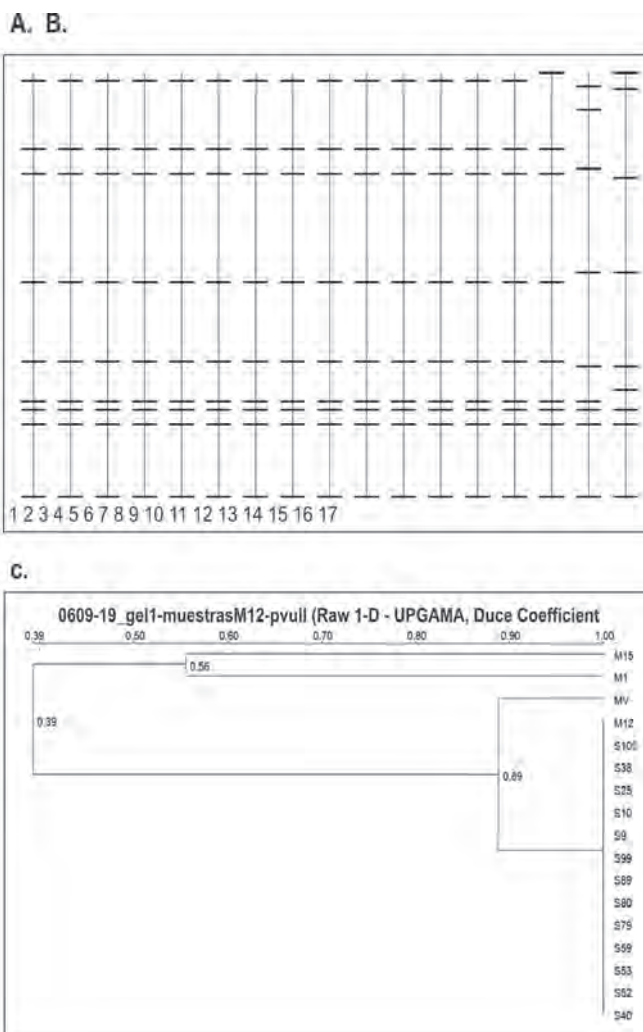 A. B.
1 2 3 4 5 6 7 8 9 10 11 12 13 14 15 16 17
C.
0609-19_gel1-muestrasM12-pvuII (Raw 1-D - UPGAMA, Duce Coefficient
0.39 0.50 0.60 0.70 0.80 0.90 1.00
M15
0.56
M1
MV
0.39
M12
S105
S38
0.89
S25
S10
S9
S99
S89
S80
S79
S59
S53
S52
S40